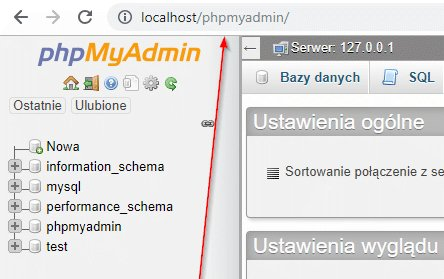 localhost/phpmyadmin/
phpMyAdmin
Ostatnie Ulubione
Nowa
information_schema
mysql
performance_schema
phpmyadmin
test
Serwer: 127.0.0.1
Bazy danych SQL
Ustawienia ogólne
Sortowanie połączenie z se
Ustawienia wyglądu